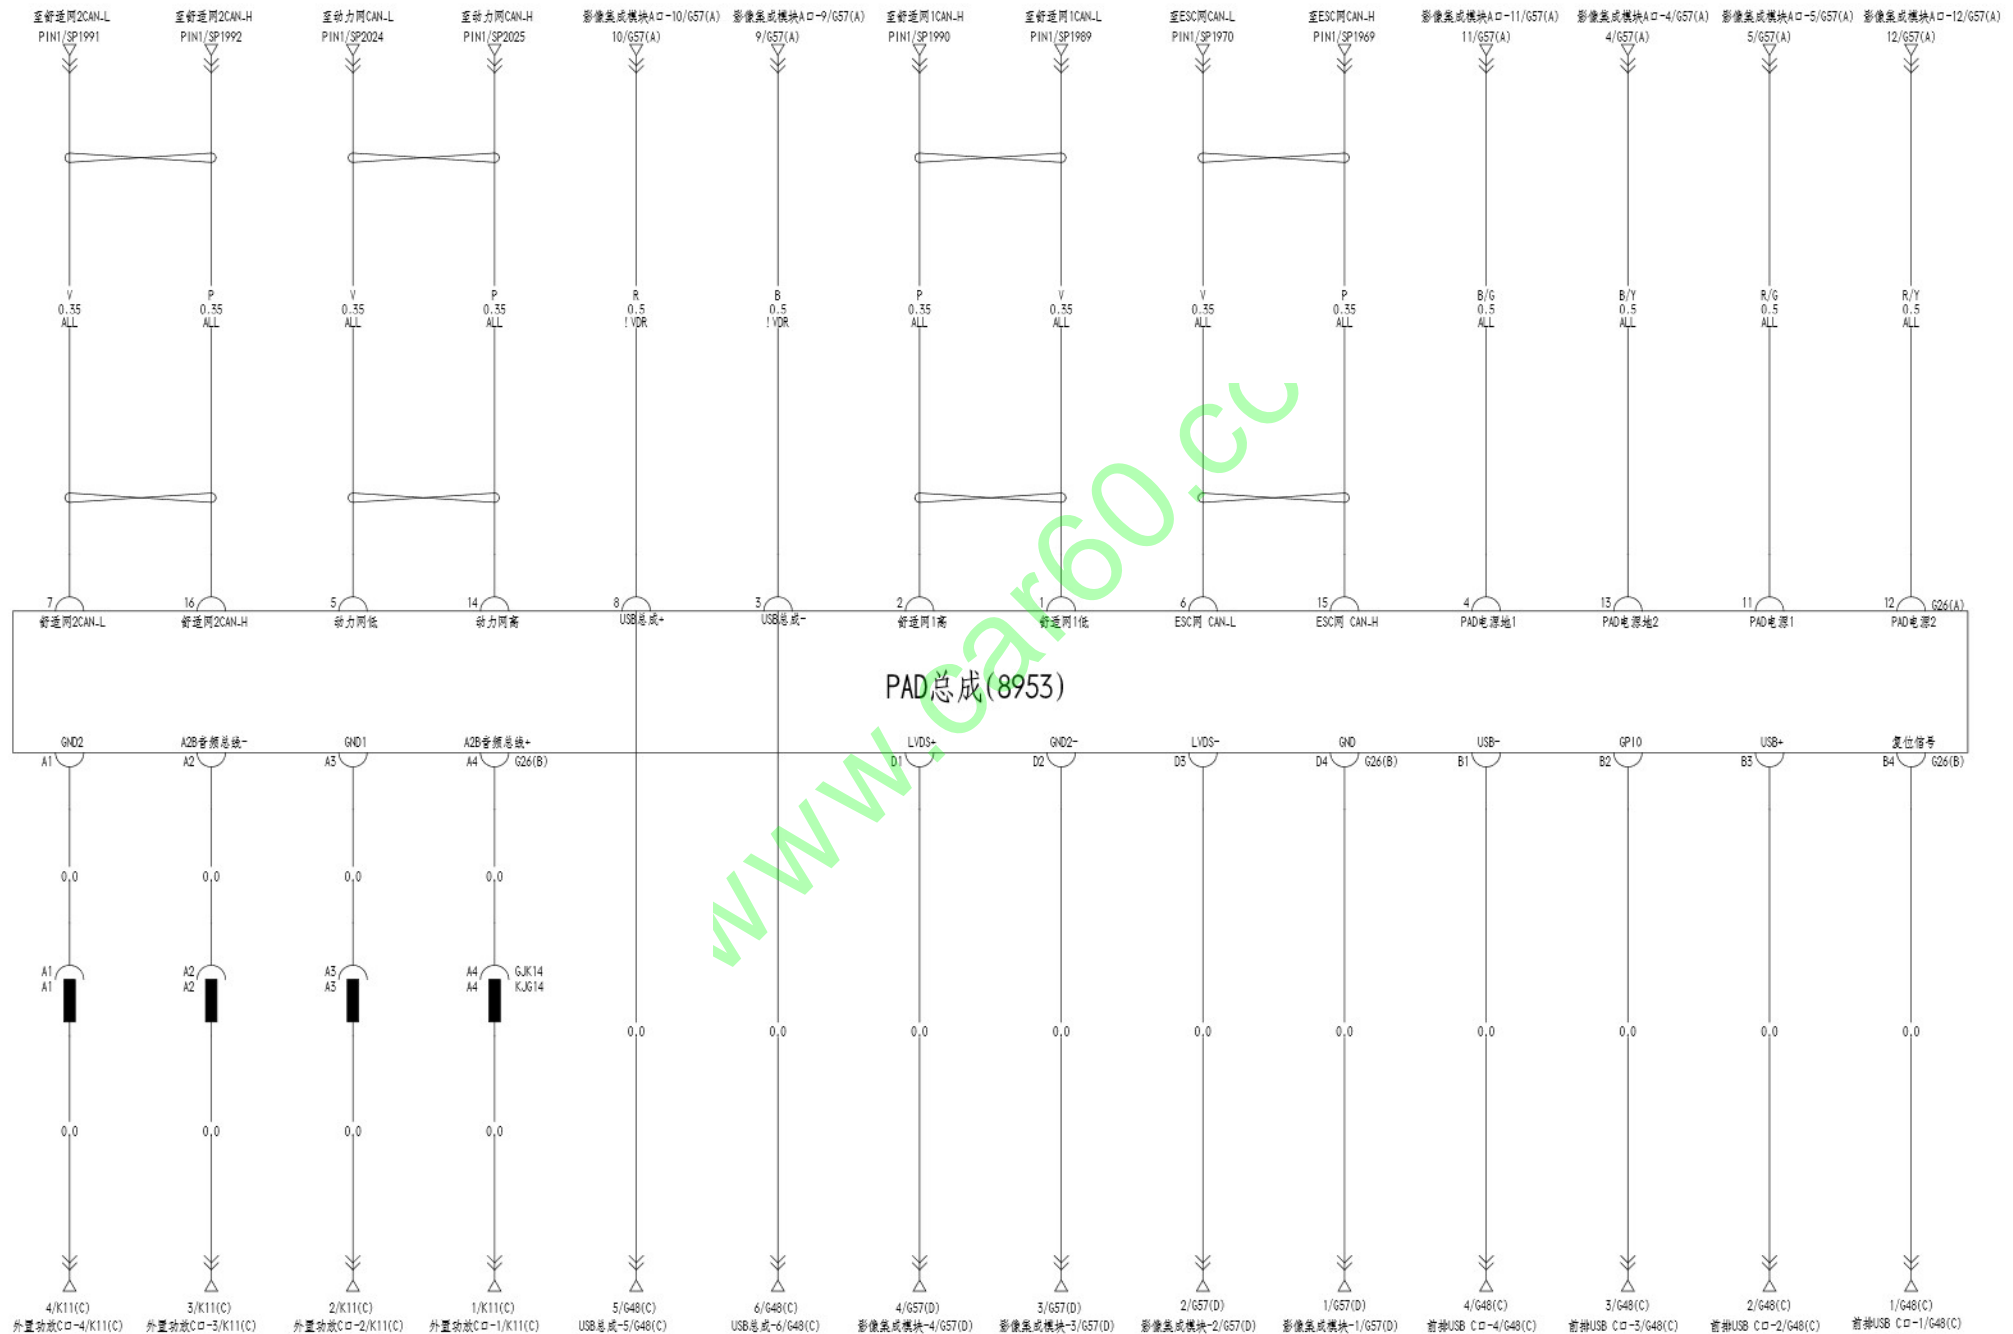 至舒适网2CAN_L 至舒适网2CAN_H 至动力网CAN_L 至动力网CAN_H 影像集成模块A口-10/G57(A) 影像集成模块A口-9/G57(A) 至舒适网1CAN_H 至舒适网1CAN_L 至ESC网CAN_L 至ESC网CAN_H 影像集成模块A口-11/G57(A) 影像集成模块A口-4/G57(A) 影像集成模块A口-5/G57(A) 影像集成模块A口-12/G57(A)
PIN1/SP1991 PIN1/SP1992 PIN1/SP2024 PIN1/SP2025 10/G57(A) 9/G57(A) PIN1/SP1990 PIN1/SP1989 PIN1/SP1970 PIN1/SP1969 11/G57(A) 4/G57(A) 5/G57(A) 12/G57(A)
V P V P R B P V V P B/G B/Y R/G R/Y
0.35 0.35 0.35 0.35 0.5 0.5 0.35 0.35 0.35 0.35 0.5 0.5 0.5 0.5
ALL ALL ALL ALL !VDR !VDR ALL ALL ALL ALL ALL ALL ALL ALL
7 16 5 14 8 3 2 1 6 15 4 13 11 12 G26(A)
舒适网2CAN_L 舒适网2CAN_H 动力网低 动力网高 USB总成+ USB总成- 舒适网1高 舒适网1低 ESC网 CAN_L ESC网 CAN_H PAD电源地1 PAD电源地2 PAD电源1 PAD电源2
PAD总成(8953)
GND2 A2B音频总线- GND1 A2B音频总线+ LVDS+ GND2- LVDS- GND USB- GPIO USB+ 复位信号
A1 A2 A3 A4 G26(B) D1 D2 D3 D4 G26(B) B1 B2 B3 B4 G26(B)
0.0 0.0 0.0 0.0
A1 A2 A3 A4 GJK14
A1 A2 A3 A4 KJG14
0.0 0.0 0.0 0.0 0.0 0.0 0.0 0.0 0.0 0.0
0.0 0.0 0.0 0.0
4/K11(C) 3/K11(C) 2/K11(C) 1/K11(C) 5/G48(C) 6/G48(C) 4/G57(D) 3/G57(D) 2/G57(D) 1/G57(D) 4/G48(C) 3/G48(C) 2/G48(C) 1/G48(C)
外置功放C口-4/K11(C) 外置功放C口-3/K11(C) 外置功放C口-2/K11(C) 外置功放C口-1/K11(C) USB总成-5/G48(C) USB总成-6/G48(C) 影像集成模块-4/G57(D) 影像集成模块-3/G57(D) 影像集成模块-2/G57(D) 影像集成模块-1/G57(D) 前排USB C口-4/G48(C) 前排USB C口-3/G48(C) 前排USB C口-2/G48(C) 前排USB C口-1/G48(C)
www.car60.cc